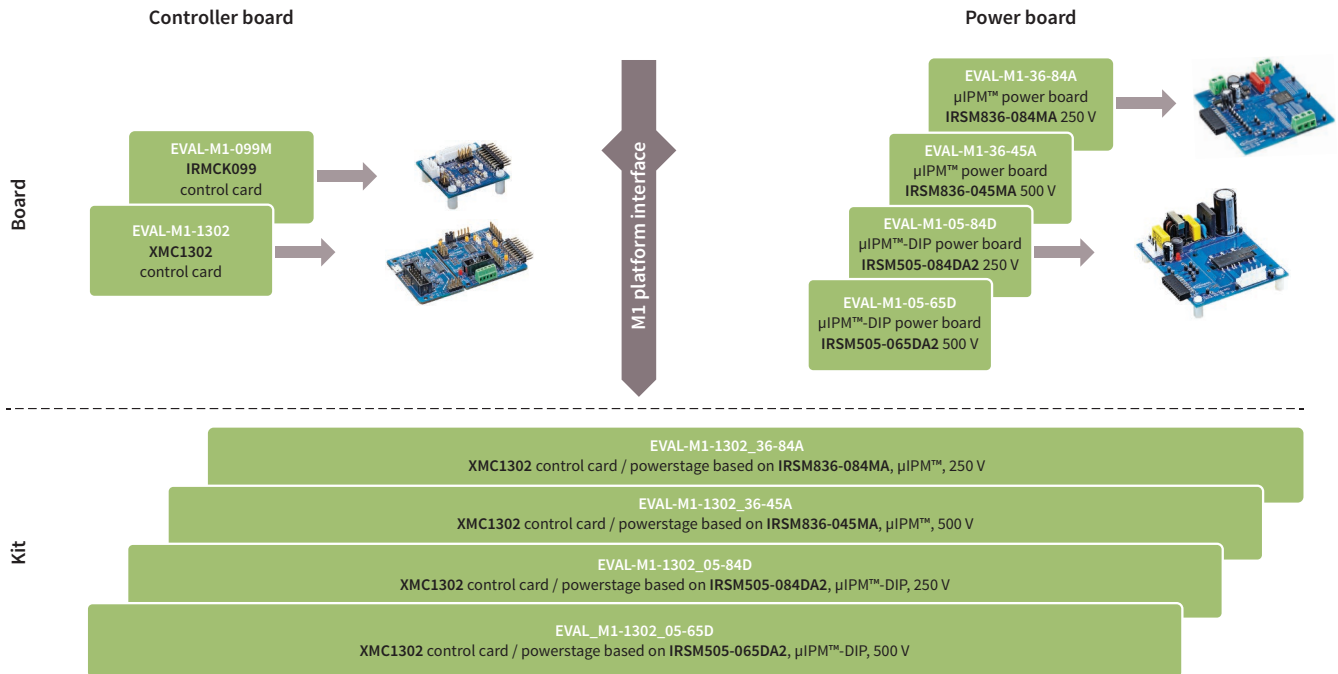 Controller board
Power board
Board
EVAL-M1-099M
IRMCK099
control card
EVAL-M1-1302
XMC1302
control card
M1 platform interface
EVAL-M1-36-84A
µIPM™ power board
IRSM836-084MA 250 V
EVAL-M1-36-45A
µIPM™ power board
IRSM836-045MA 500 V
EVAL-M1-05-84D
µIPM™-DIP power board
IRSM505-084DA2 250 V
EVAL-M1-05-65D
µIPM™-DIP power board
IRSM505-065DA2 500 V
Kit
EVAL-M1-1302_36-84A
XMC1302 control card / powerstage based on IRSM836-084MA, µIPM™, 250 V
EVAL-M1-1302_36-45A
XMC1302 control card / powerstage based on IRSM836-045MA, µIPM™, 500 V
EVAL-M1-1302_05-84D
XMC1302 control card / powerstage based on IRSM505-084DA2, µIPM™-DIP, 250 V
EVAL_M1-1302_05-65D
XMC1302 control card / powerstage based on IRSM505-065DA2, µIPM™-DIP, 500 V